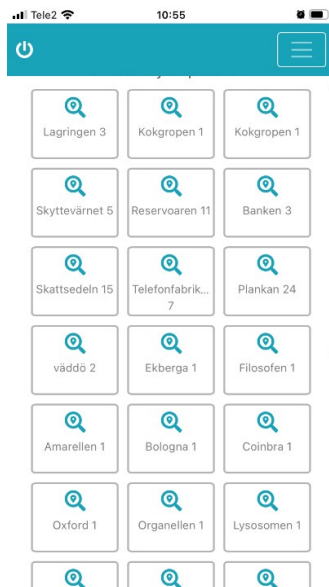 Tele2
10:55
Lagringen 3
Kokgropen 1
Kokgropen 1
Skyttevärnet 5
Reservoaren 11
Banken 3
Skattsedeln 15
Telefonfabrik...
7
Plankan 24
väddö 2
Ekberga 1
Filosofen 1
Amarellen 1
Bologna 1
Coinbra 1
Oxford 1
Organellen 1
Lysosomen 1